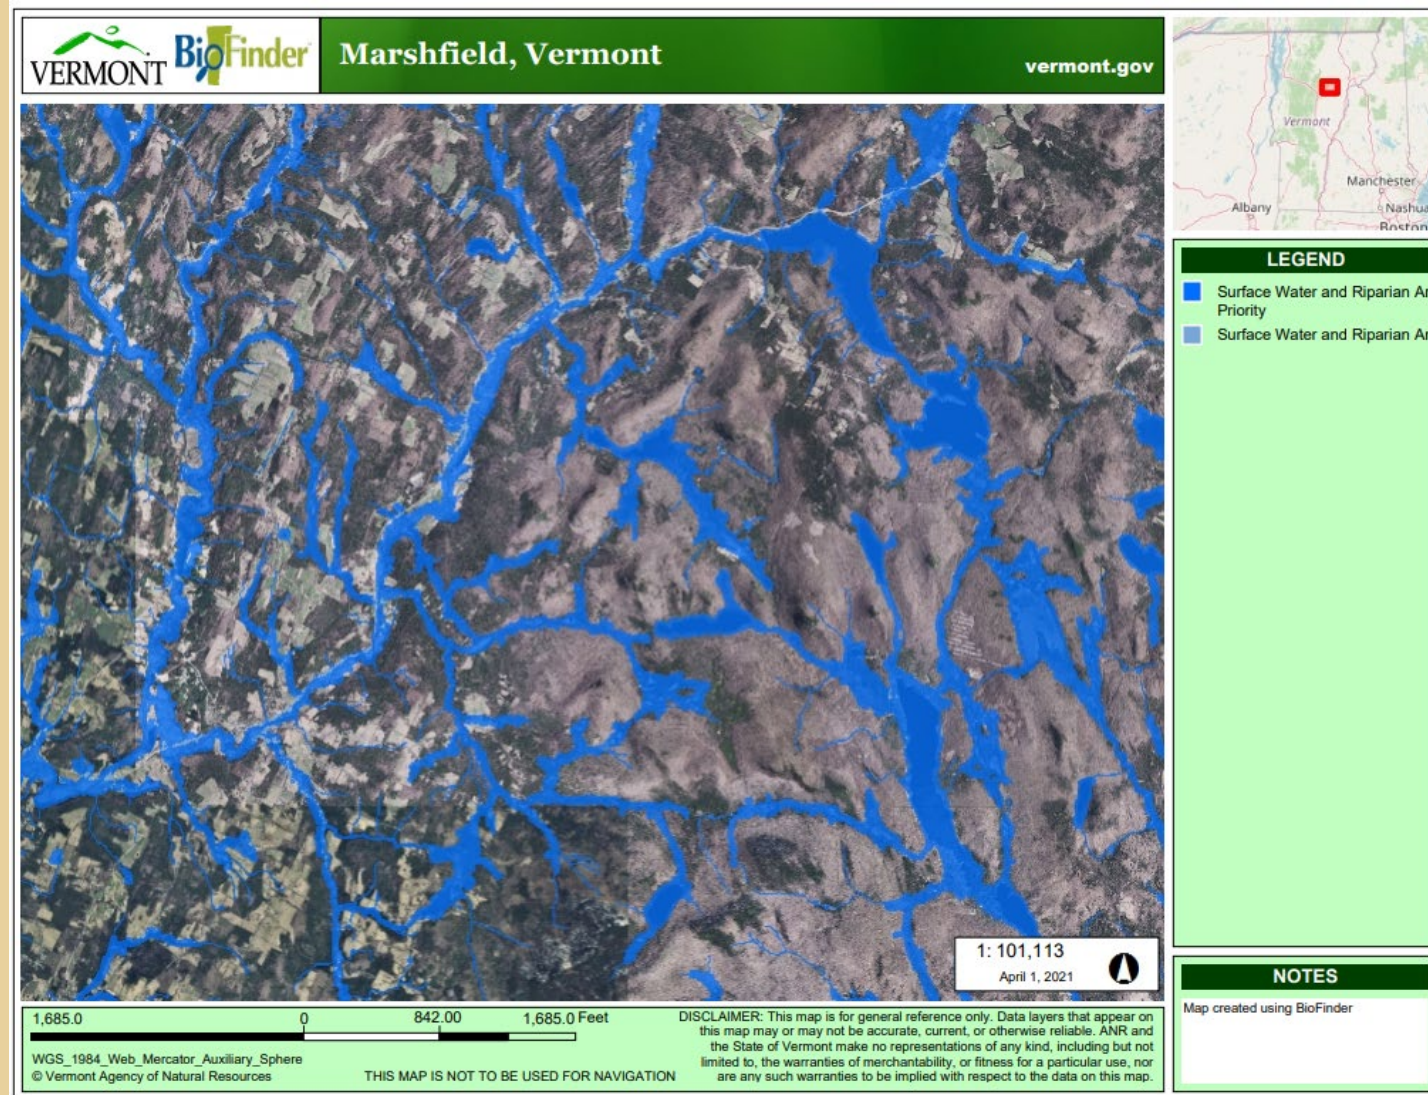 VERMONT
BioFinder
Marshfield, Vermont
vermont.gov
Vermont
Manchester
Albany
Nashua
Boston
LEGEND
Surface Water and Riparian Ar
Priority
Surface Water and Riparian Ar
1: 101,113
April 1, 2021
NOTES
Map created using BioFinder
1,685.0 0 842.00 1,685.0 Feet
WGS_1984_Web_Mercator_Auxiliary_Sphere
© Vermont Agency of Natural Resources
THIS MAP IS NOT TO BE USED FOR NAVIGATION
DISCLAIMER: This map is for general reference only. Data layers that appear on
this map may or may not be accurate, current, or otherwise reliable. ANR and
the State of Vermont make no representations of any kind, including but not
limited to, the warranties of merchantability, or fitness for a particular use, nor
are any such warranties to be implied with respect to the data on this map.